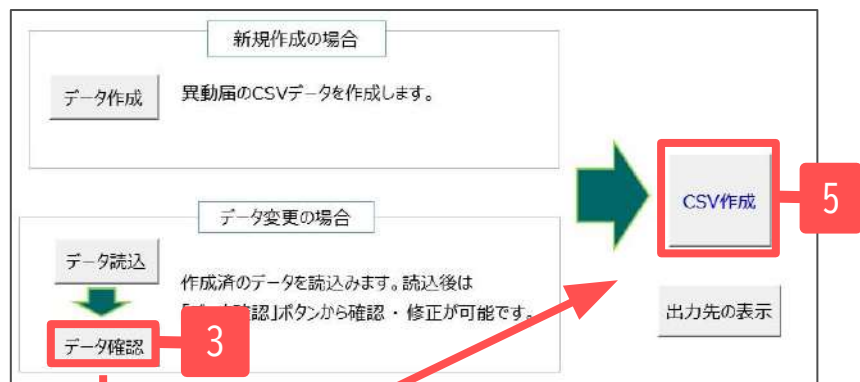 新規作成の場合
データ作成
異動届のCSVデータを作成します。
データ変更の場合
データ読込
作成済のデータを読込みます。読込後は
認」ボタンから確認・修正が可能です。
データ確認
3
CSV作成
5
出力先の表示